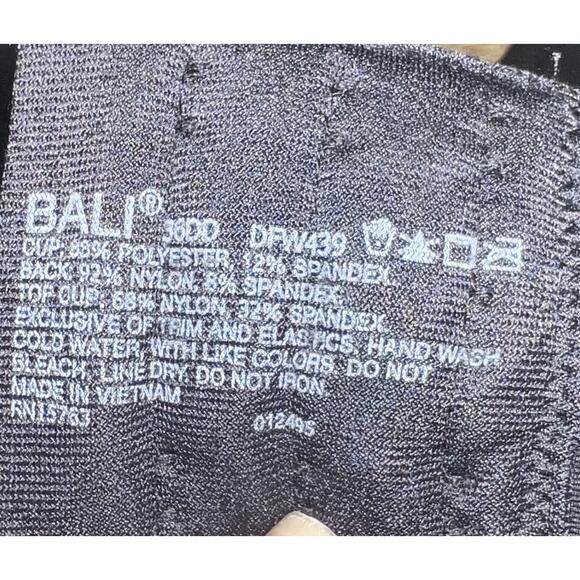 BALI® 36DD DFW439
CUP: 88% POLYESTER, 12% SPANDEX.
BACK: 92% NYLON, 8% SPANDEX.
TOP CUP: 68% NYLON, 32% SPANDEX.
EXCLUSIVE OF TRIM AND ELASTICS. HAND WASH
COLD WATER, WITH LIKE COLORS. DO NOT
BLEACH. LINE DRY. DO NOT IRON.
MADE IN VIETNAM
RN15763 012495